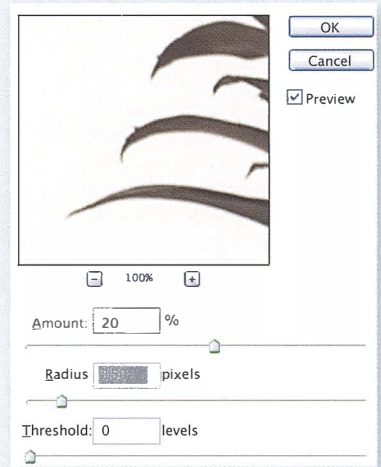 OK
Cancel
Preview
− 100% +
Amount: 20 %
Radius pixels
Threshold: 0 levels